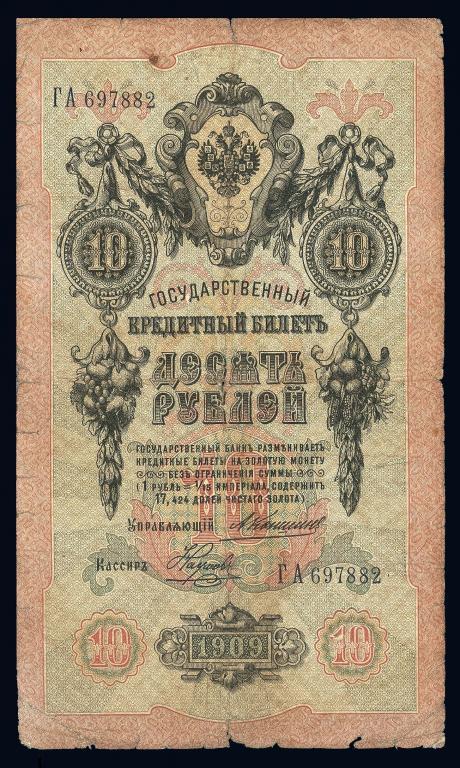 ГА 697882
10 10
ГОСУДАРСТВЕННЫЙ
КРЕДИТНЫЙ БИЛЕТЪ
ДЕСЯТЬ
РУБЛЕЙ
ГОСУДАРСТВЕННЫЙ БАНКЪ РАЗМѢНИВАЕТЪ
КРЕДИТНЫЕ БИЛЕТЫ НА ЗОЛОТУЮ МОНЕТУ
БЕЗЪ ОГРАНИЧЕНІЯ СУММЫ
(1 РУБЛЬ = 1/15 ИМПЕРІАЛА, СОДЕРЖИТЪ
17,424 ДОЛЕЙ ЧИСТАГО ЗОЛОТА)
10
УПРАВЛЯЮЩІЙ
КАССИРЪ
ГА 697882
10 1909 10